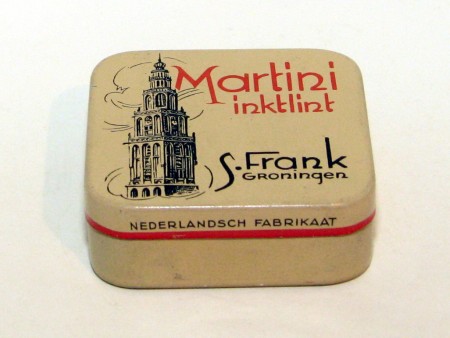 Martini
inktlint
S. Frank
Groningen
NEDERLANDSCH FABRIKAAT